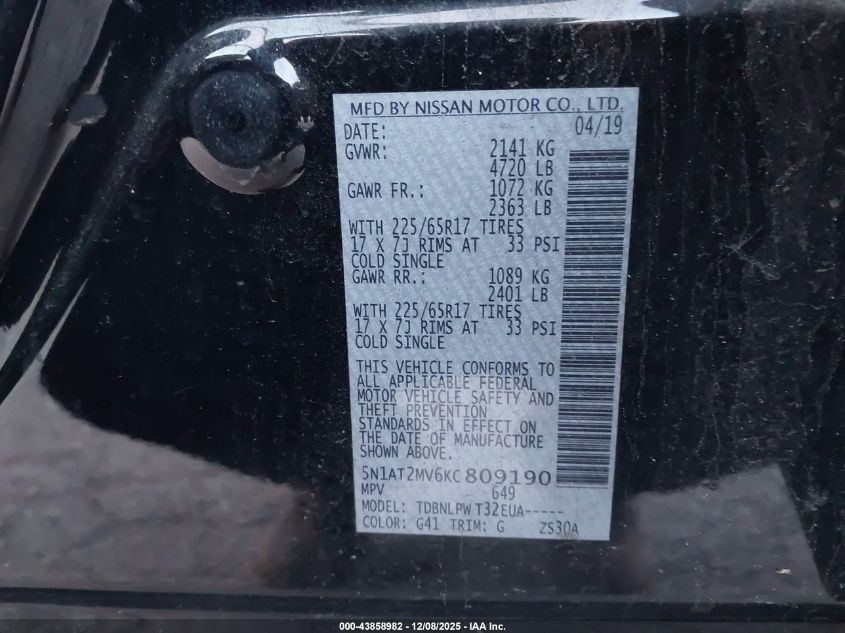 MFD BY NISSAN MOTOR CO., LTD.
DATE: 04/19
GVWR: 2141 KG
4720 LB
GAWR FR.: 1072 KG
2363 LB
WITH 225/65R17 TIRES
17 X 7J RIMS AT 33 PSI
COLD SINGLE
GAWR RR.: 1089 KG
2401 LB
WITH 225/65R17 TIRES
17 X 7J RIMS AT 33 PSI
COLD SINGLE
THIS VEHICLE CONFORMS TO
ALL APPLICABLE FEDERAL
MOTOR VEHICLE SAFETY AND
THEFT PREVENTION
STANDARDS IN EFFECT ON
THE DATE OF MANUFACTURE
SHOWN ABOVE.
5N1AT2MV6KC809190
MPV 649
MODEL: TDBNLPW T32EUA-----
COLOR: G41 TRIM: G ZS30A
000-43858982 • 12/08/2025 - IAA Inc.